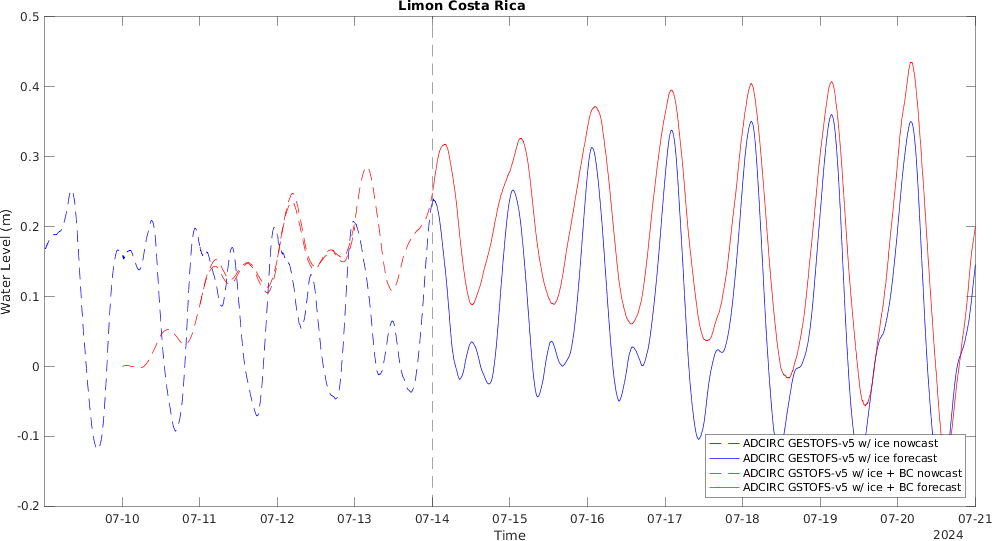 Limon Costa Rica
0.5
0.4
0.3
0.2
0.1
0
-0.1
-0.2
Water Level (m)
07-10 07-11 07-12 07-13 07-14 07-15 07-16 07-17 07-18 07-19 07-20 07-21
Time
2024
ADCIRC GESTOFS-v5 w/ ice nowcast
ADCIRC GESTOFS-v5 w/ ice forecast
ADCIRC GSTOFS-v5 w/ ice + BC nowcast
ADCIRC GSTOFS-v5 w/ ice + BC forecast